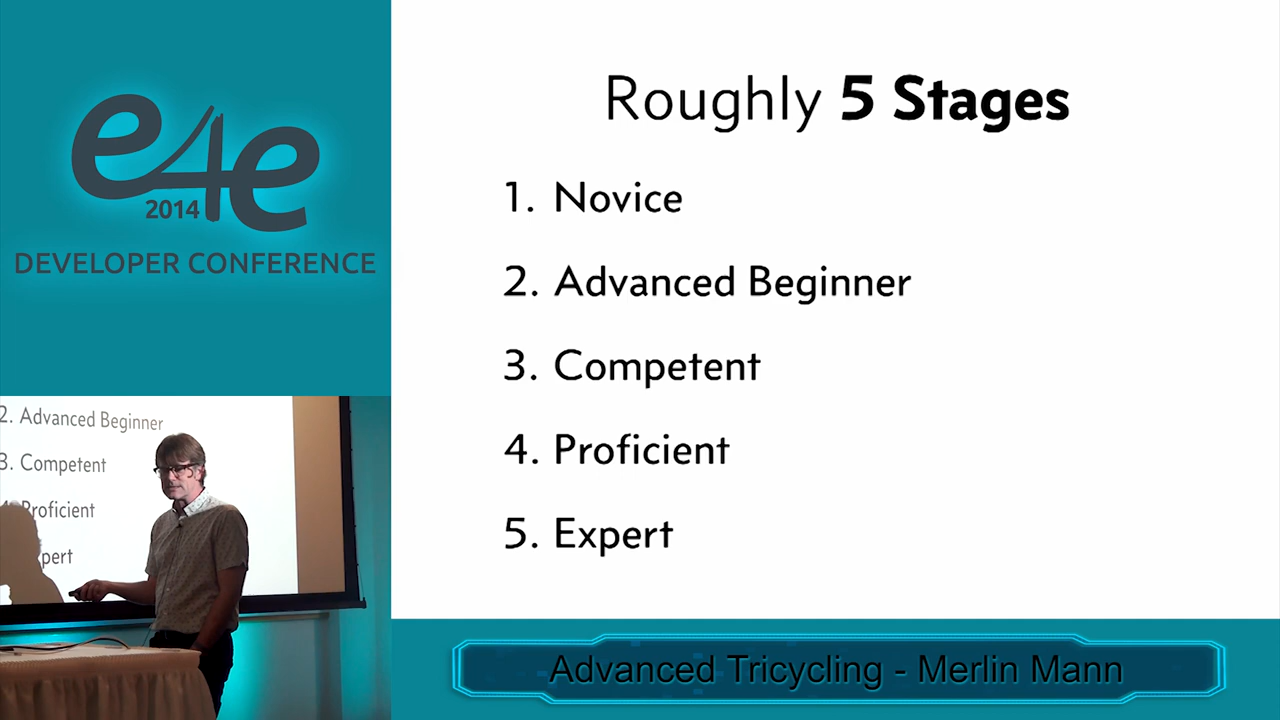 e4e
2014
DEVELOPER CONFERENCE
Roughly 5 Stages
1. Novice
2. Advanced Beginner
3. Competent
4. Proficient
5. Expert
2. Advanced Beginner
3. Competent
Proficient
pert
Advanced Tricycling - Merlin Mann